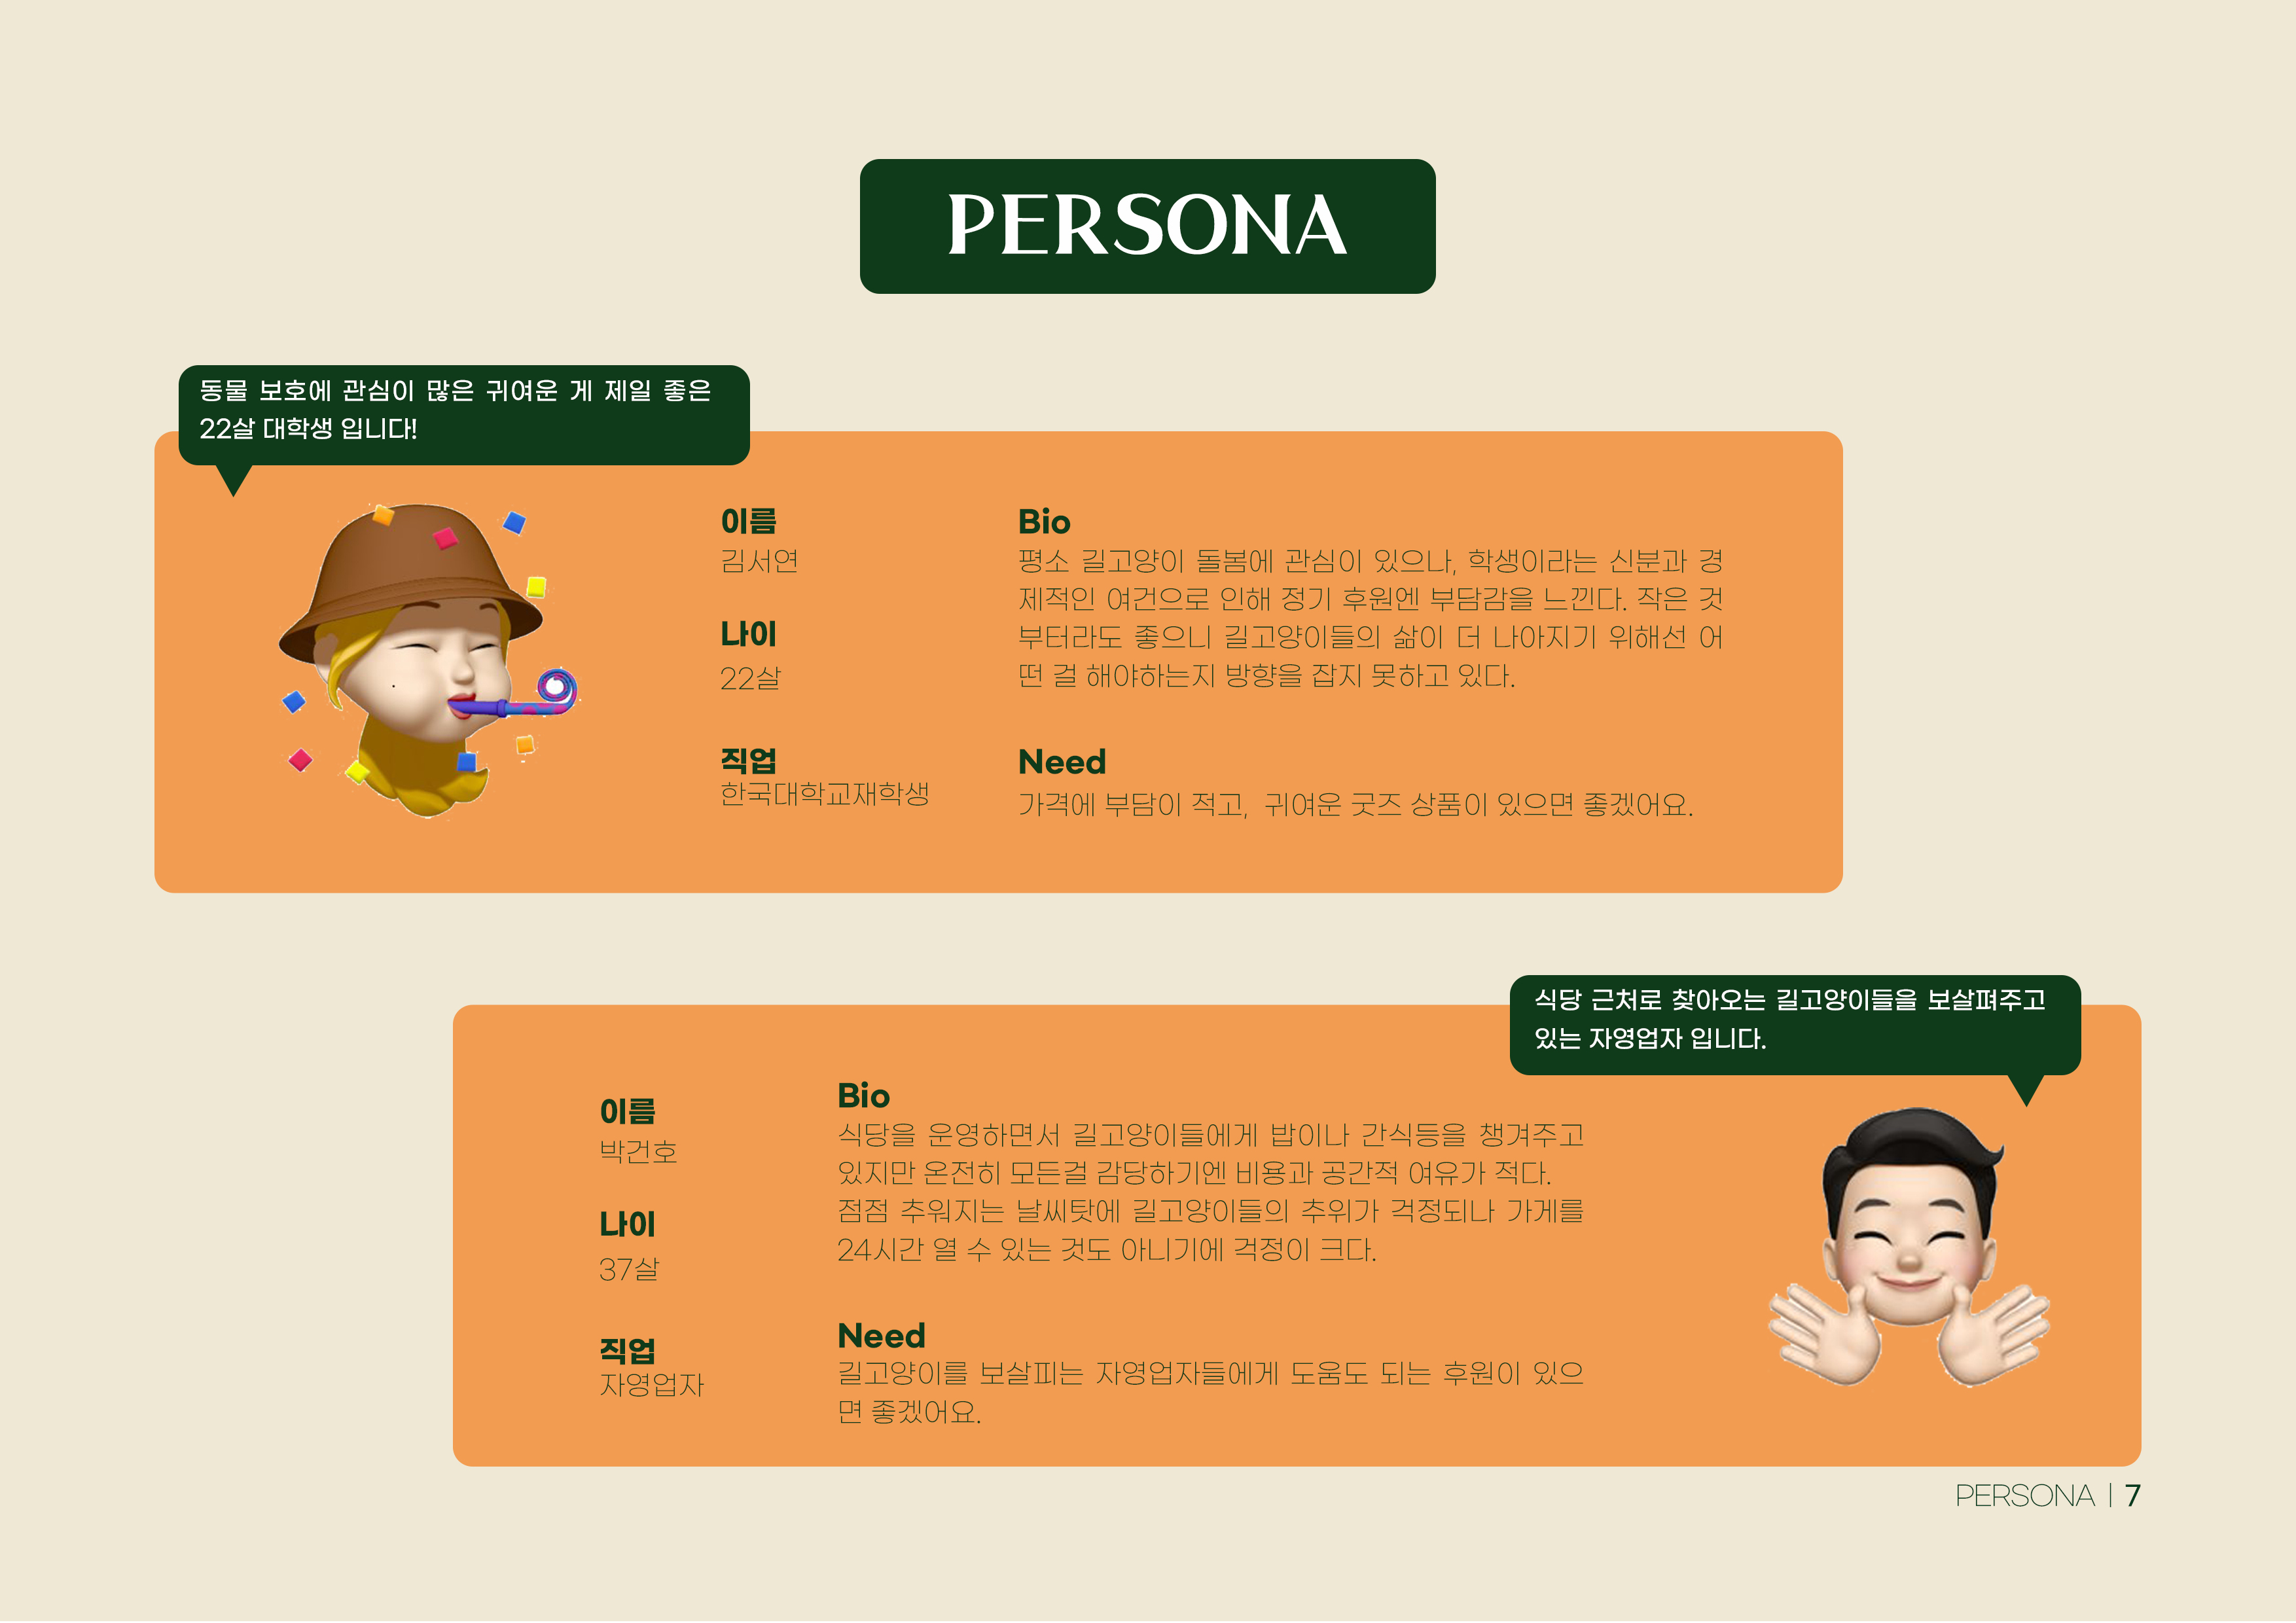 PERSONA
동물 보호에 관심이 많은 귀여운 게 제일 좋은
22살 대학생 입니다!
이름
김서연
나이
22살
직업
한국대학교재학생
Bio
평소 길고양이 돌봄에 관심이 있으나, 학생이라는 신분과 경
제적인 여건으로 인해 정기 후원엔 부담감을 느낀다. 작은 것
부터라도 좋으니 길고양이들의 삶이 더 나아지기 위해선 어
떤 걸 해야하는지 방향을 잡지 못하고 있다.
Need
가격에 부담이 적고, 귀여운 굿즈 상품이 있으면 좋겠어요.
식당 근처로 찾아오는 길고양이들을 보살펴주고
있는 자영업자 입니다.
이름
박건호
나이
37살
직업
자영업자
Bio
식당을 운영하면서 길고양이들에게 밥이나 간식등을 챙겨주고
있지만 온전히 모든걸 감당하기엔 비용과 공간적 여유가 적다.
점점 추워지는 날씨탓에 길고양이들의 추위가 걱정되나 가게를
24시간 열 수 있는 것도 아니기에 걱정이 크다.
Need
길고양이를 보살피는 자영업자들에게 도움도 되는 후원이 있으
면 좋겠어요.
PERSONA | 7